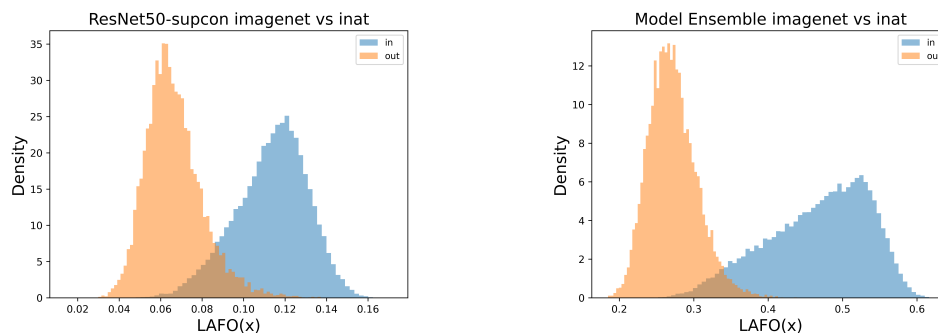 ResNet50-supcon imagenet vs inat
in
out
35
30
25
20
15
10
5
0
Density
0.02 0.04 0.06 0.08 0.10 0.12 0.14 0.16
LAFO(x)
Model Ensemble imagenet vs inat
in
ou
12
10
8
6
4
2
0
Density
0.2 0.3 0.4 0.5 0.6
LAFO(x)